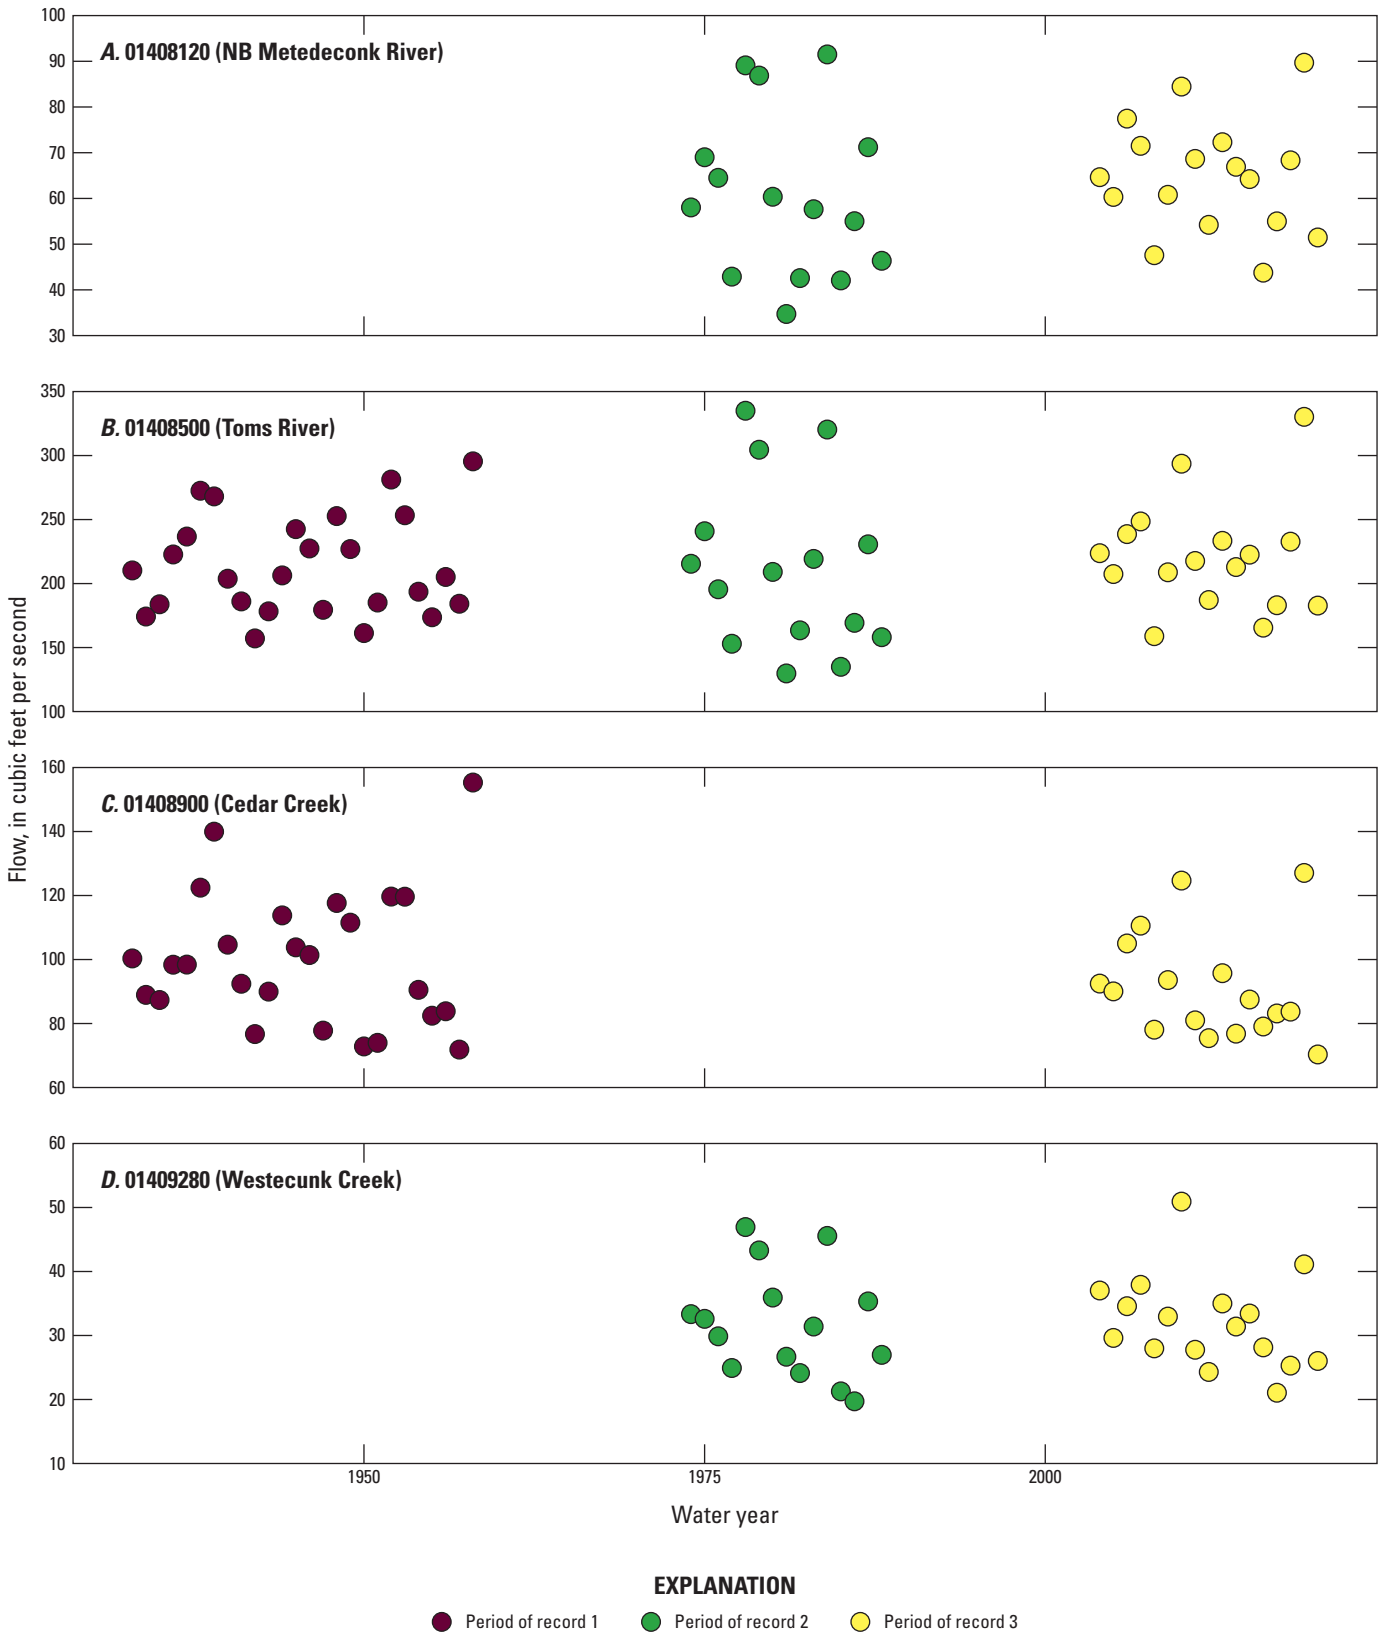 100
A. 01408120 (NB Metedeconk River)
90
80
70
60
50
40
30
350
B. 01408500 (Toms River)
300
250
200
150
100
Flow, in cubic feet per second
160
C. 01408900 (Cedar Creek)
140
120
100
80
60
60
D. 01409280 (Westecunk Creek)
50
40
30
20
10
1950 1975 2000
Water year
EXPLANATION
Period of record 1 Period of record 2 Period of record 3